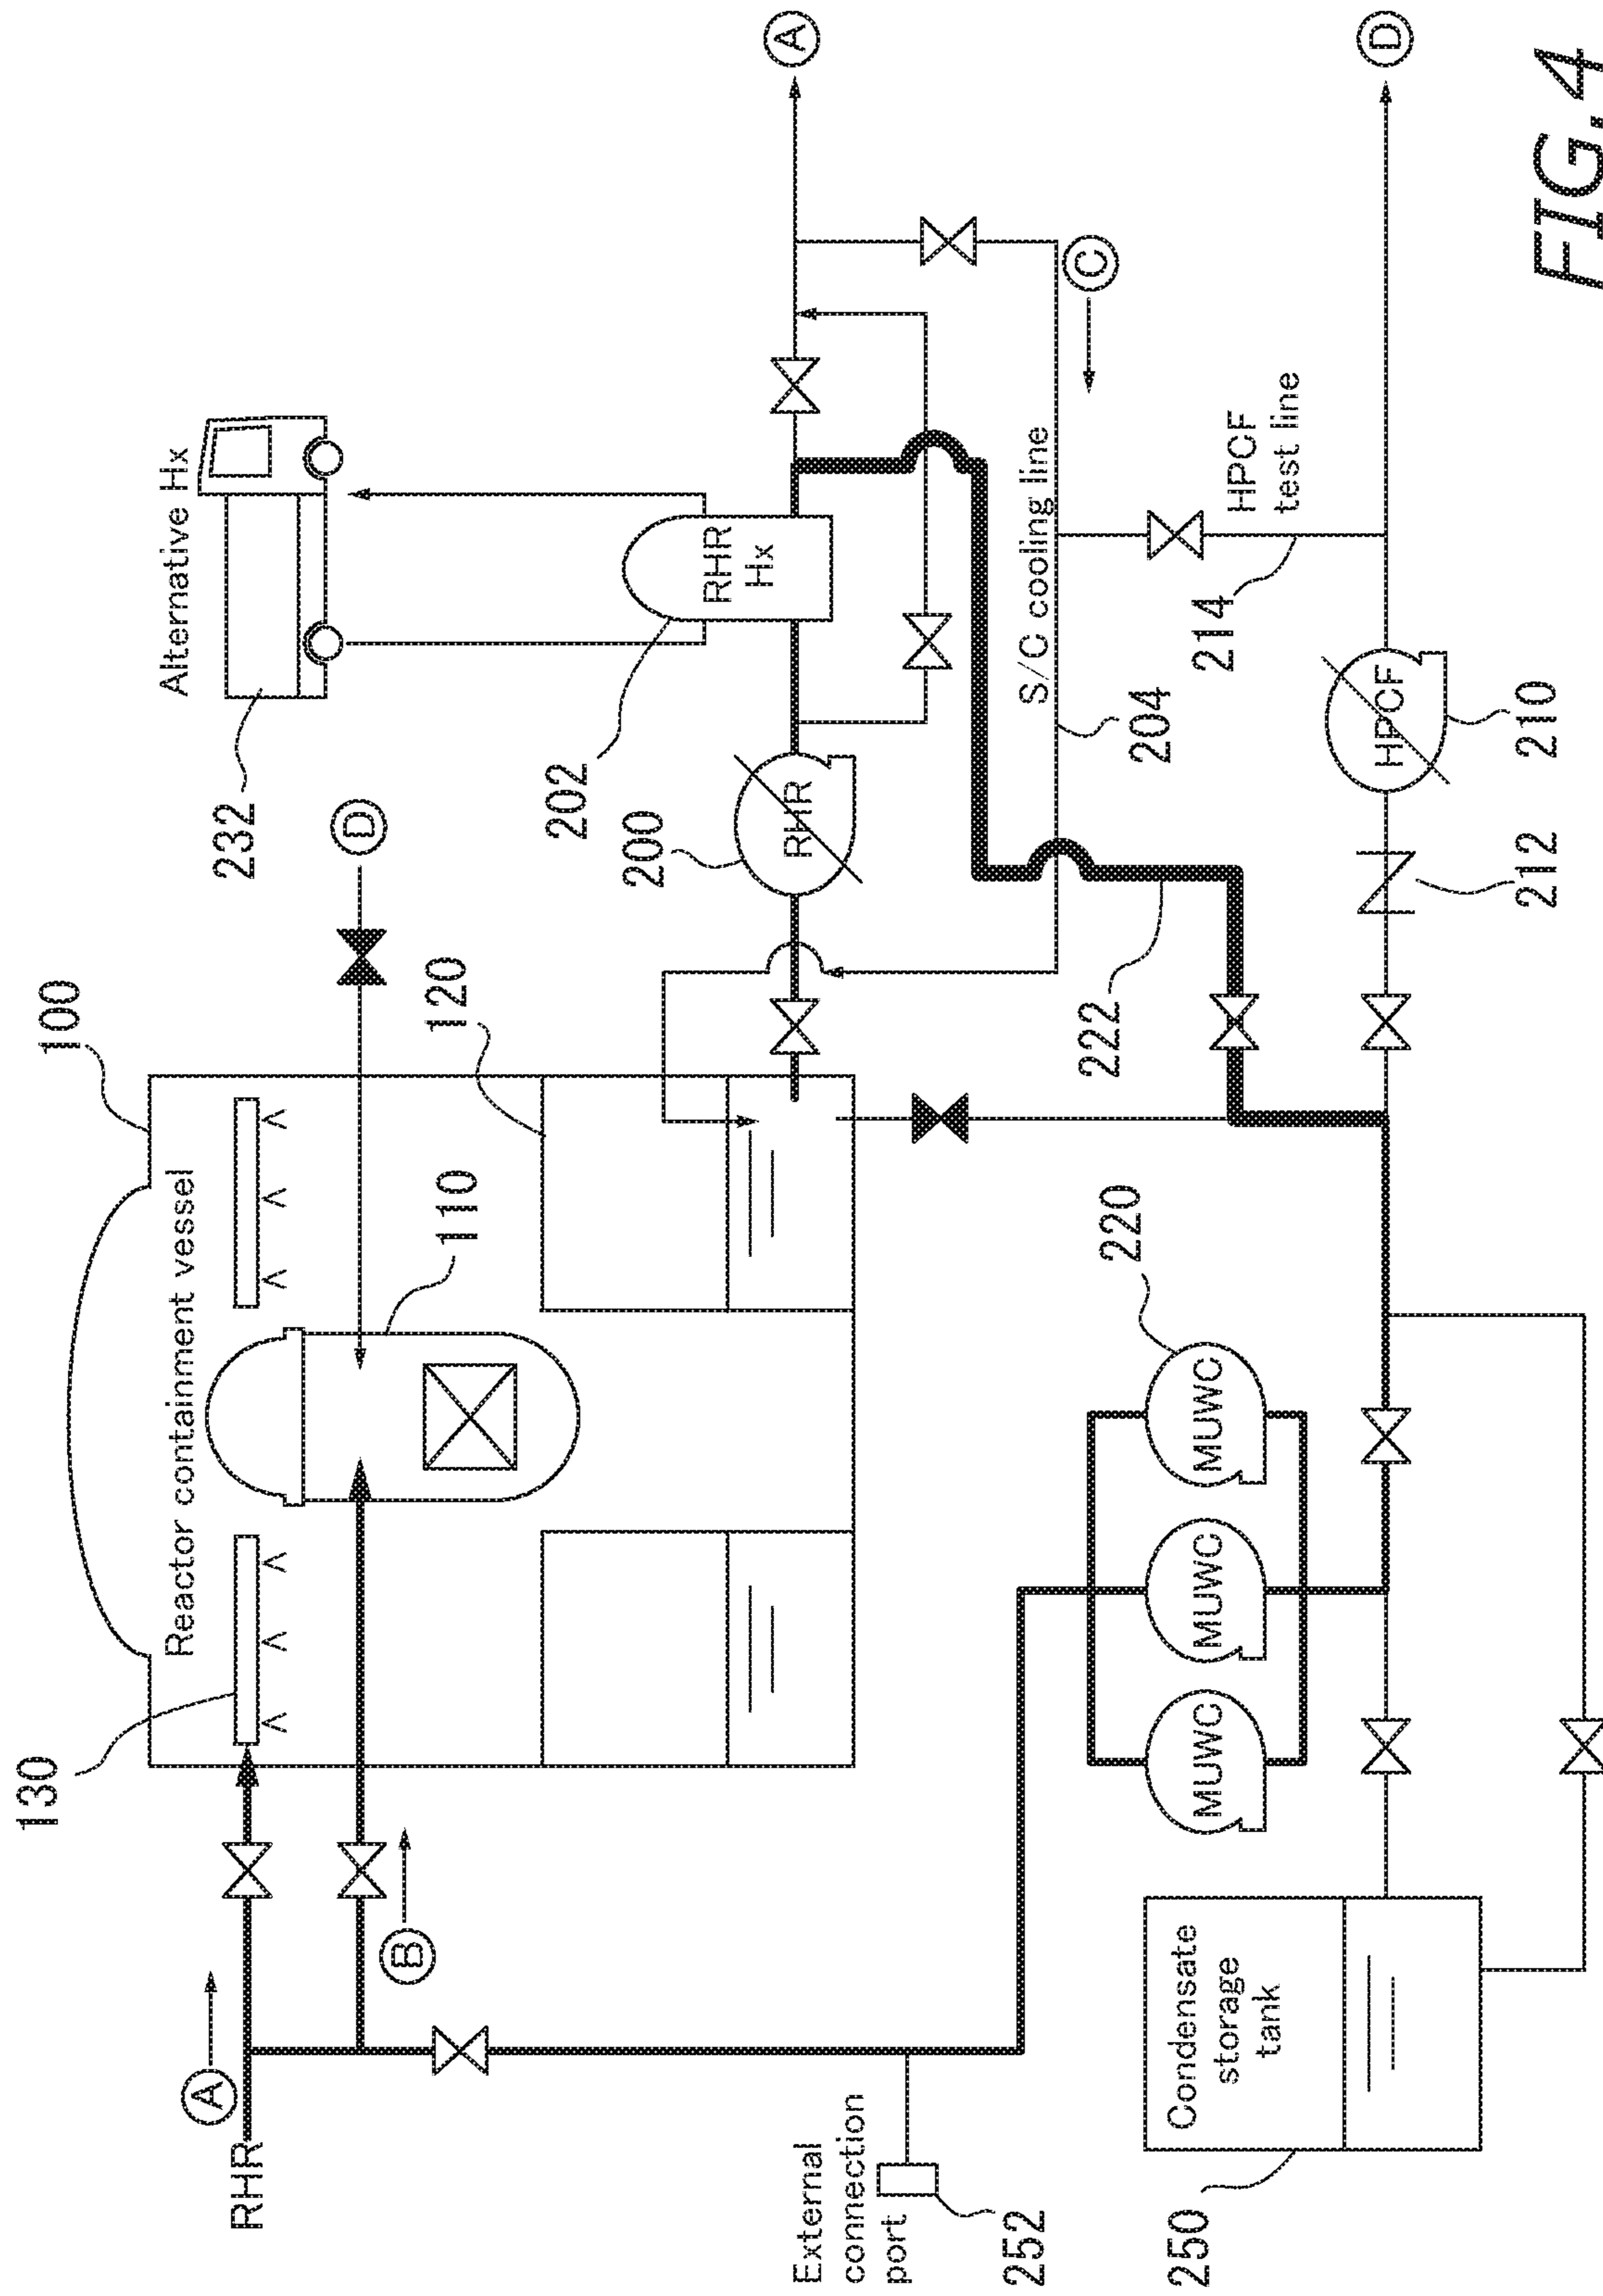 FIG. 4
100
Reactor containment vessel
130
110
120
A
RHR
B
D
Alternative Hx
232
202
RHR
Hx
200
RHR
A
External
connection
port
252
S/C cooling line
204
C
222
220
MUWC
MUWC
MUWC
HPCF
test line
214
Condensate
storage
tank
250
212
HPCF
210
D